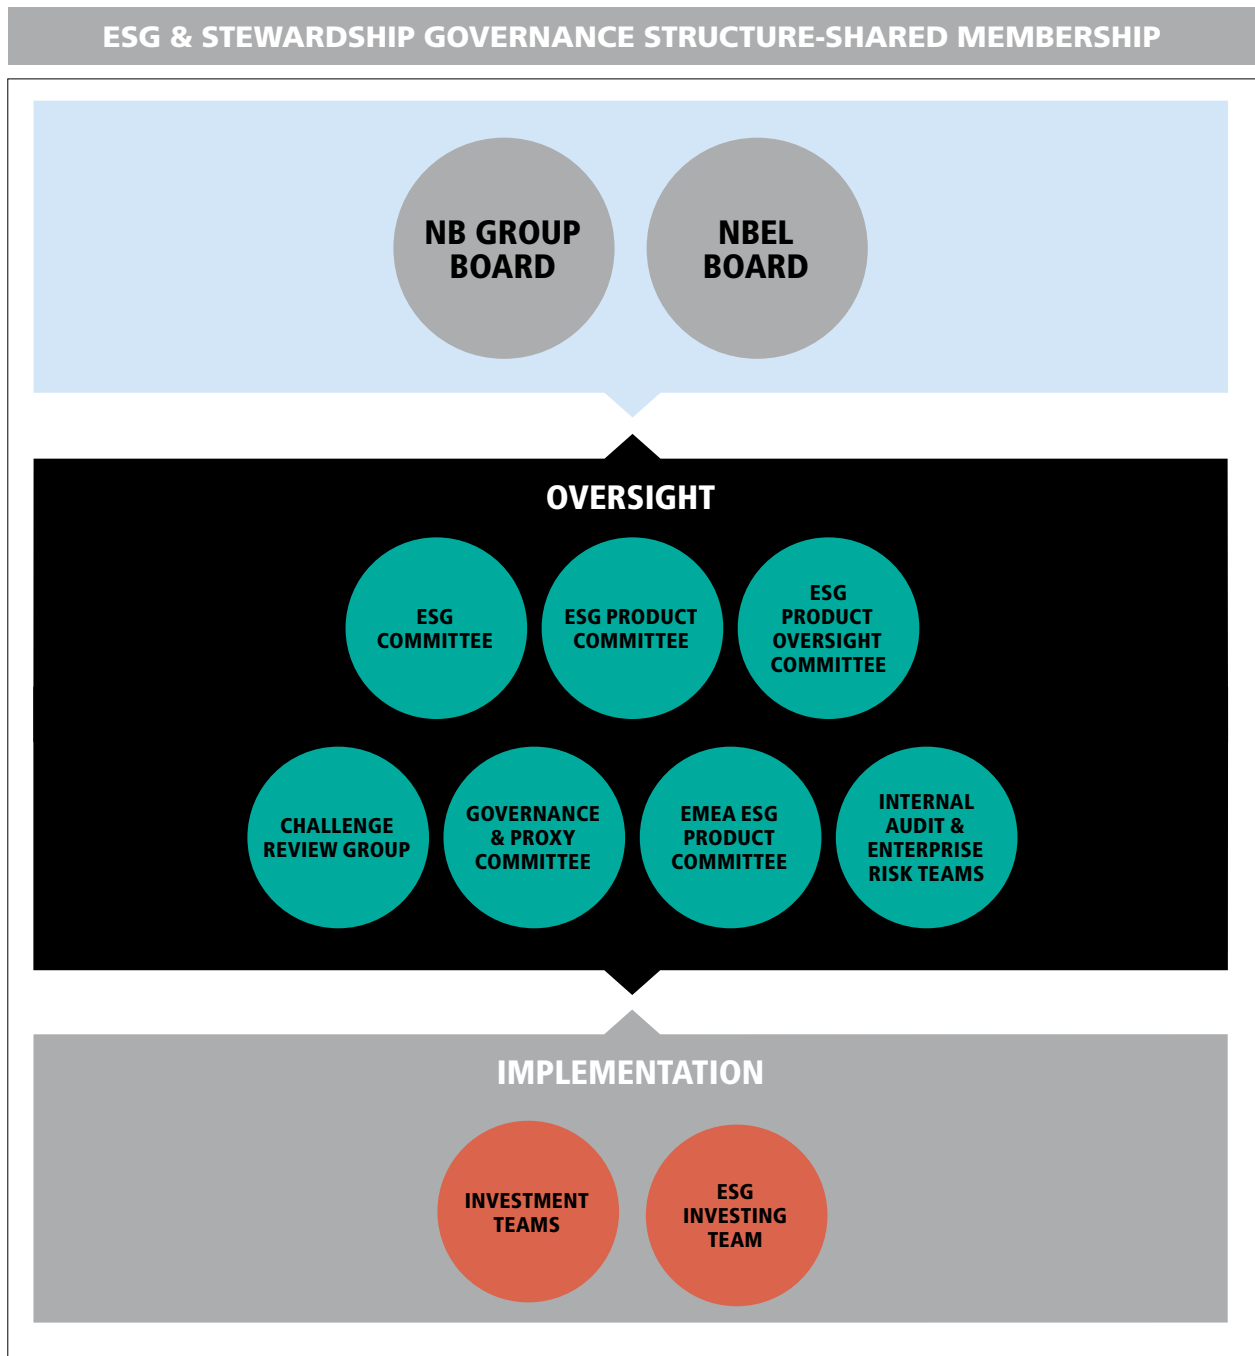 ESG & STEWARDSHIP GOVERNANCE STRUCTURE-SHARED MEMBERSHIP
NB GROUP
BOARD
NBEL
BOARD
OVERSIGHT
ESG
COMMITTEE
ESG PRODUCT
COMMITTEE
ESG
PRODUCT
OVERSIGHT
COMMITTEE
CHALLENGE
REVIEW GROUP
GOVERNANCE
& PROXY
COMMITTEE
EMEA ESG
PRODUCT
COMMITTEE
INTERNAL
AUDIT &
ENTERPRISE
RISK TEAMS
IMPLEMENTATION
INVESTMENT
TEAMS
ESG
INVESTING
TEAM